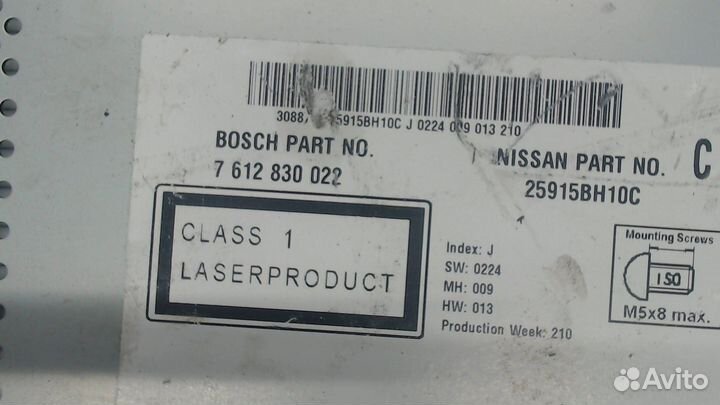 25915BH10C J 0224 009 013 210
BOSCH PART NO.
7 612 830 022
NISSAN PART NO.
25915BH10C
C
CLASS 1
LASERPRODUCT
Index: J
SW: 0224
MH: 009
HW: 013
Production Week: 210
Mounting Screws
ISO
M5x8 max.
Avito